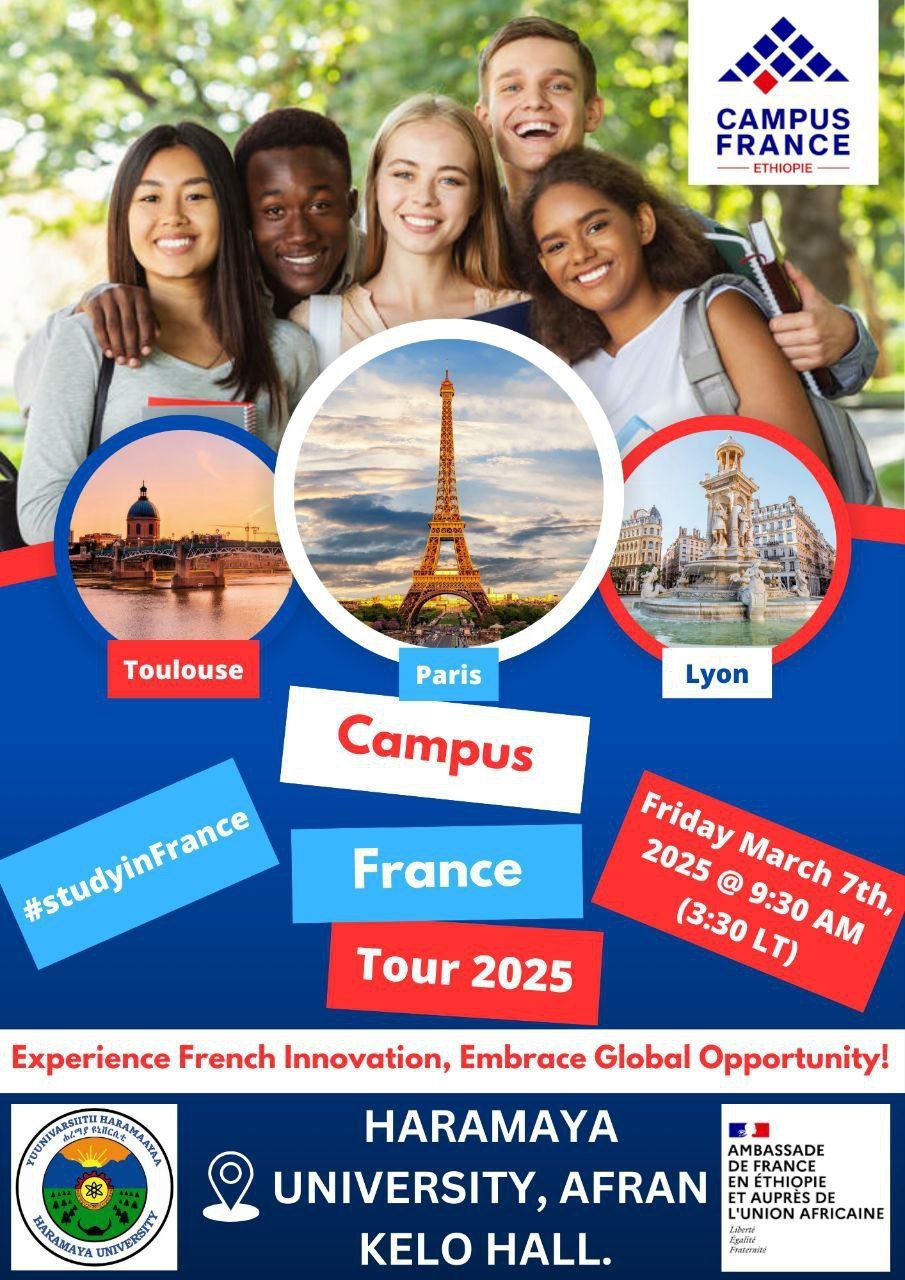 CAMPUS
FRANCE
ETHIOPIE
Toulouse
Paris
Lyon
Campus
France
Tour 2025
#studyinFrance
Friday March 7th,
2025 @ 9:30 AM
(3:30 LT)
Experience French Innovation, Embrace Global Opportunity!
YUUNIVARSIITII HARAMAAYAA
ሐረማያ ዩኒቨርሲቲ
HARAMAYA UNIVERSITY
HARAMAYA
UNIVERSITY, AFRAN
KELO HALL.
AMBASSADE
DE FRANCE
EN ÉTHIOPIE
ET AUPRÈS DE
L'UNION AFRICAINE
Liberté
Égalité
Fraternité